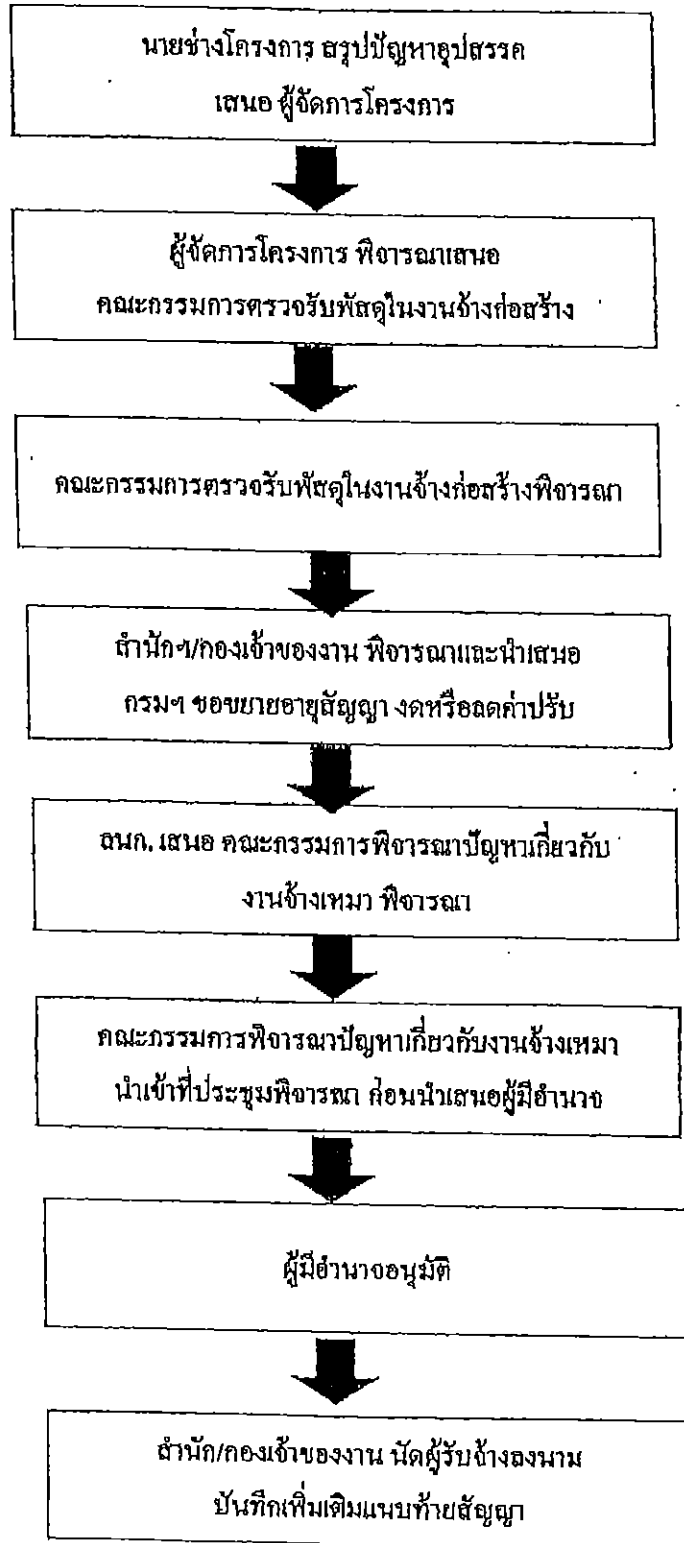 นายช่างโครงการ สรุปปัญหาอุปสรรค
เสนอ ผู้จัดการโครงการ
ผู้จัดการโครงการ พิจารณาเสนอ
คณะกรรมการตรวจรับพัสดุในงานจ้างก่อสร้าง
คณะกรรมการตรวจรับพัสดุในงานจ้างก่อสร้างพิจารณา
สำนักฯ/กองเจ้าของงาน พิจารณาและนำเสนอ
กรมฯ ขอขยายอายุสัญญา งดหรือลดค่าปรับ
ลนก. เสนอ คณะกรรมการพิจารณาปัญหาเกี่ยวกับ
งานจ้างเหมา พิจารณา
คณะกรรมการพิจารณาปัญหาเกี่ยวกับงานจ้างเหมา
นำเข้าที่ประชุมพิจารณา ก่อนนำเสนอผู้มีอำนาจ
ผู้มีอำนาจอนุมัติ
สำนัก/กองเจ้าของงาน นัดผู้รับจ้างลงนาม
บันทึกเพิ่มเติมแนบท้ายสัญญา